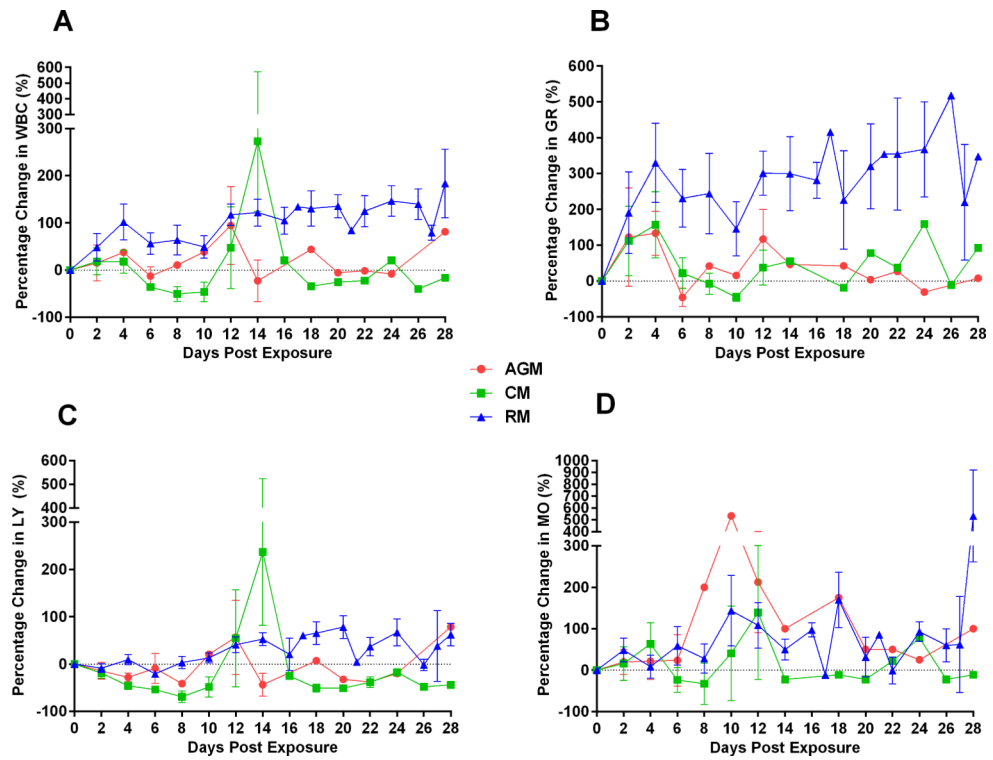 A
Percentage Change in WBC (%)
600
500
400
300
300
200
100
0
-100
0 2 4 6 8 10 12 14 16 18 20 22 24 26 28
Days Post Exposure
B
Percentage Change in GR (%)
600
500
400
300
200
100
0
-100
0 2 4 6 8 10 12 14 16 18 20 22 24 26 28
Days Post Exposure
AGM
CM
RM
C
Percentage Change in LY (%)
600
500
400
300
200
100
0
-100
0 2 4 6 8 10 12 14 16 18 20 22 24 26 28
Days Post Exposure
D
Percentage Change in MO (%)
1000
900
800
700
600
500
400
300
200
100
0
-100
0 2 4 6 8 10 12 14 16 18 20 22 24 26 28
Days Post Exposure